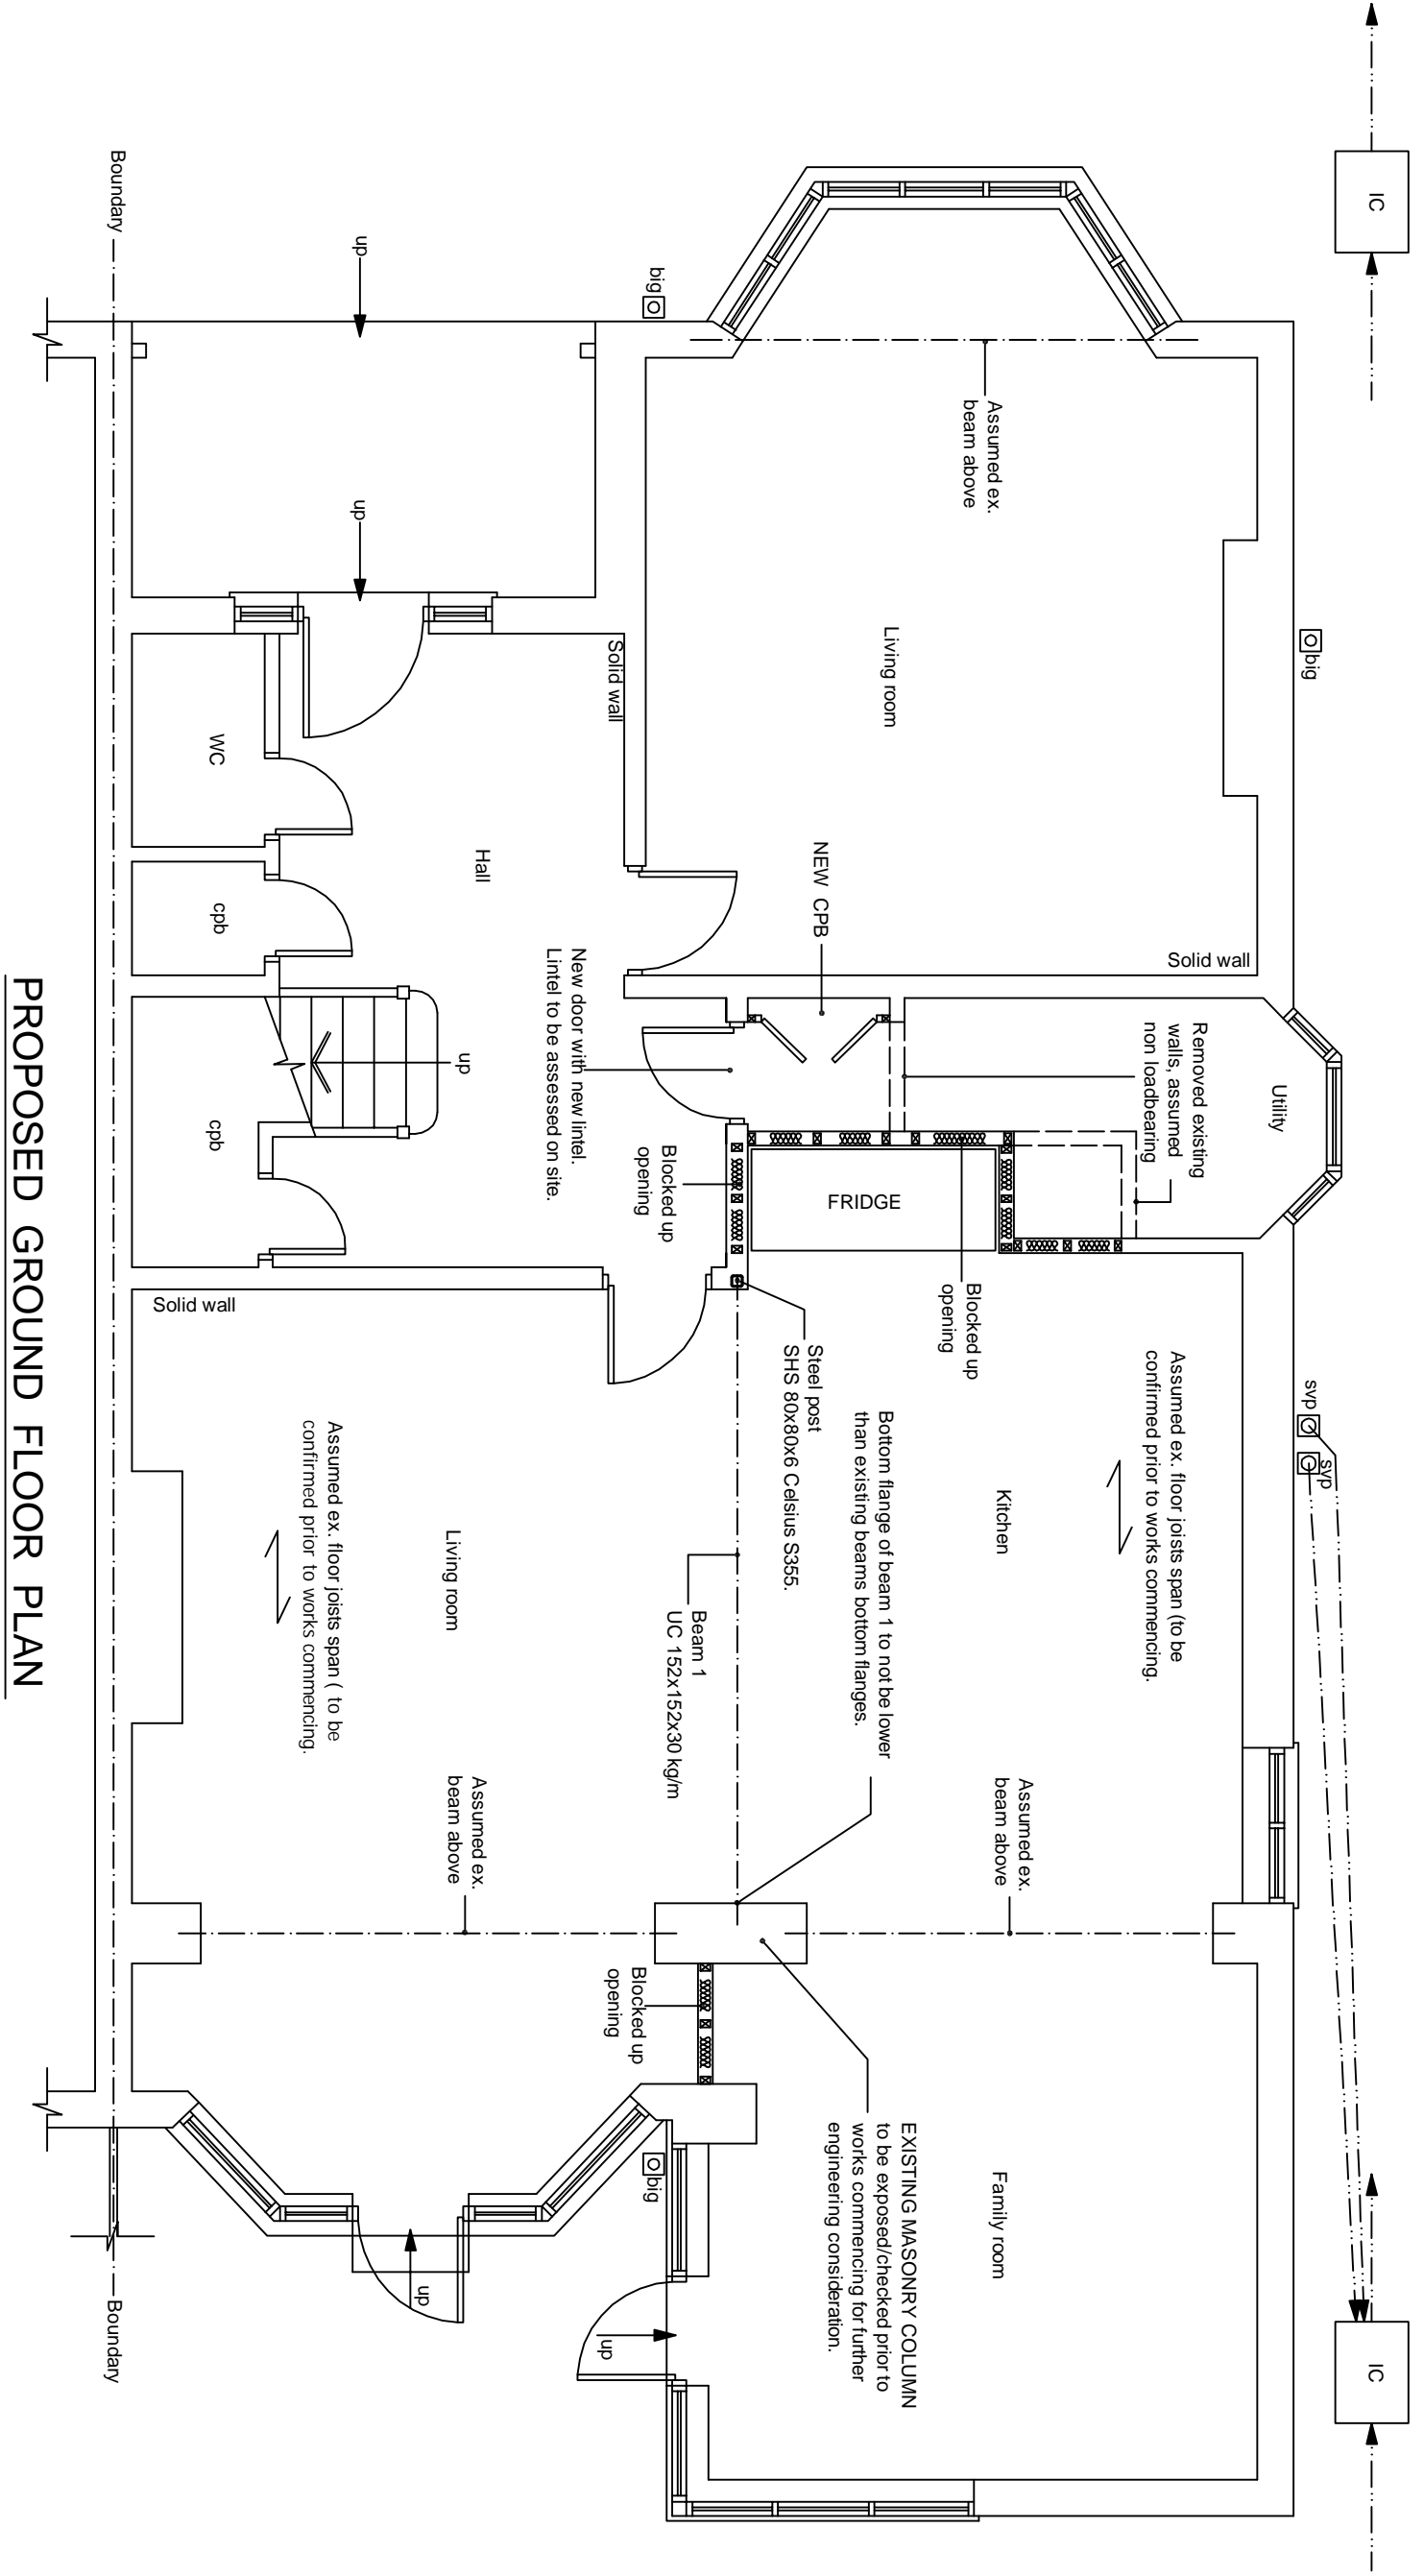 IC
IC
big
svp
svp
Utility
Removed existing
walls, assumed
non loadbearing
Solid wall
Assumed ex. floor joists span (to be
confirmed prior to works commencing.
Assumed ex.
beam above
Living room
NEW CPB
FRIDGE
Blocked up
opening
Kitchen
Assumed ex.
beam above
Family room
Bottom flange of beam 1 to not be lower
than existing beams bottom flanges.
EXISTING MASONRY COLUMN
to be exposed/checked prior to
works commencing for further
engineering consideration.
Steel post
SHS 80x80x6 Celsius S355.
Beam 1
UC 152x152x30 kg/m
big
Solid wall
Blocked up
opening
Blocked up
opening
big
New door with new lintel.
Lintel to be assessed on site.
Hall
up
up
up
up
up
Living room
Assumed ex.
beam above
Assumed ex. floor joists span ( to be
confirmed prior to works commencing.
WC
cpb
cpb
Solid wall
Boundary
Boundary
PROPOSED GROUND FLOOR PLAN